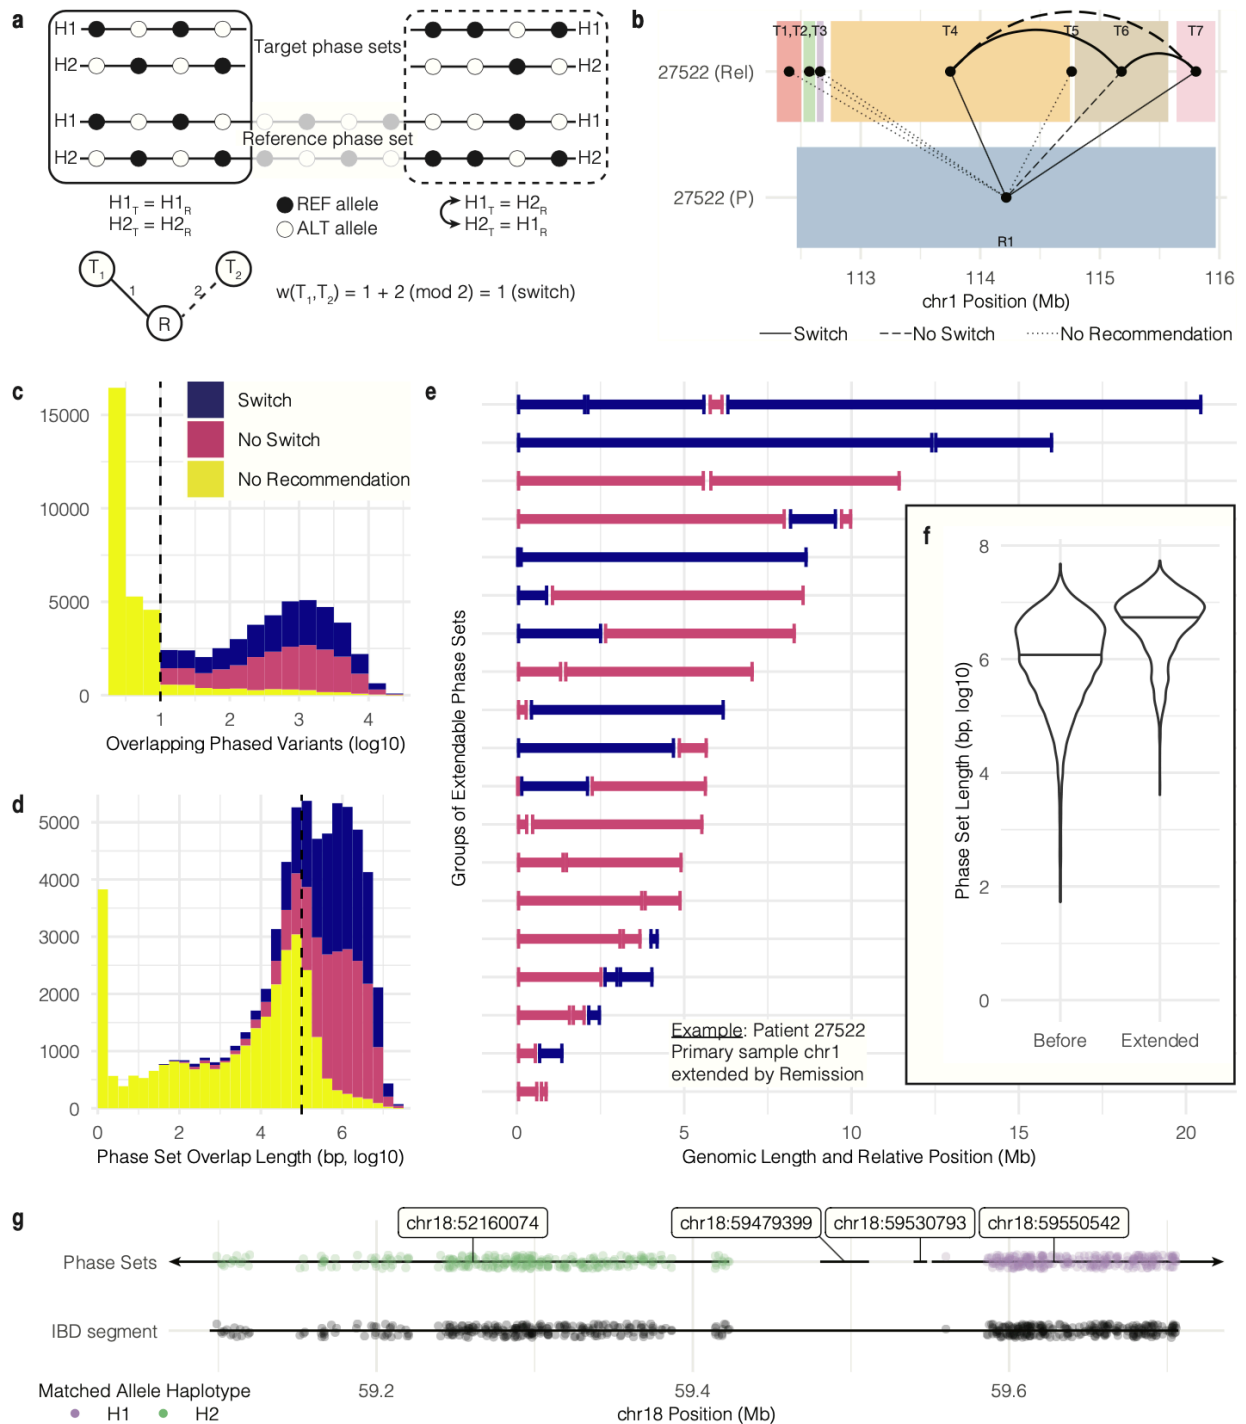 a
H1
H2
H1
H2
Target phase sets
Reference phase set
H1
H2
H1
H2
H1T = H1R
H2T = H2R
REF allele
ALT allele
H1T = H2R
H2T = H1R
T1
1
R
2
T2
w(T1,T2) = 1 + 2 (mod 2) = 1 (switch)
b
T1,T2,T3
T4
T5
T6
T7
27522 (Rel)
27522 (P)
R1
113
114
115
116
chr1 Position (Mb)
Switch
No Switch
No Recommendation
c
Switch
No Switch
No Recommendation
15000
10000
5000
0
1
2
3
4
Overlapping Phased Variants (log10)
d
5000
4000
3000
2000
1000
0
0
2
4
6
Phase Set Overlap Length (bp, log10)
e
Groups of Extendable Phase Sets
Example: Patient 27522
Primary sample chr1
extended by Remission
0
5
10
15
20
Genomic Length and Relative Position (Mb)
f
Phase Set Length (bp, log10)
8
6
4
2
0
Before
Extended
g
chr18:52160074
chr18:59479399
chr18:59530793
chr18:59550542
Phase Sets
IBD segment
59.2
59.4
59.6
chr18 Position (Mb)
Matched Allele Haplotype
H1
H2